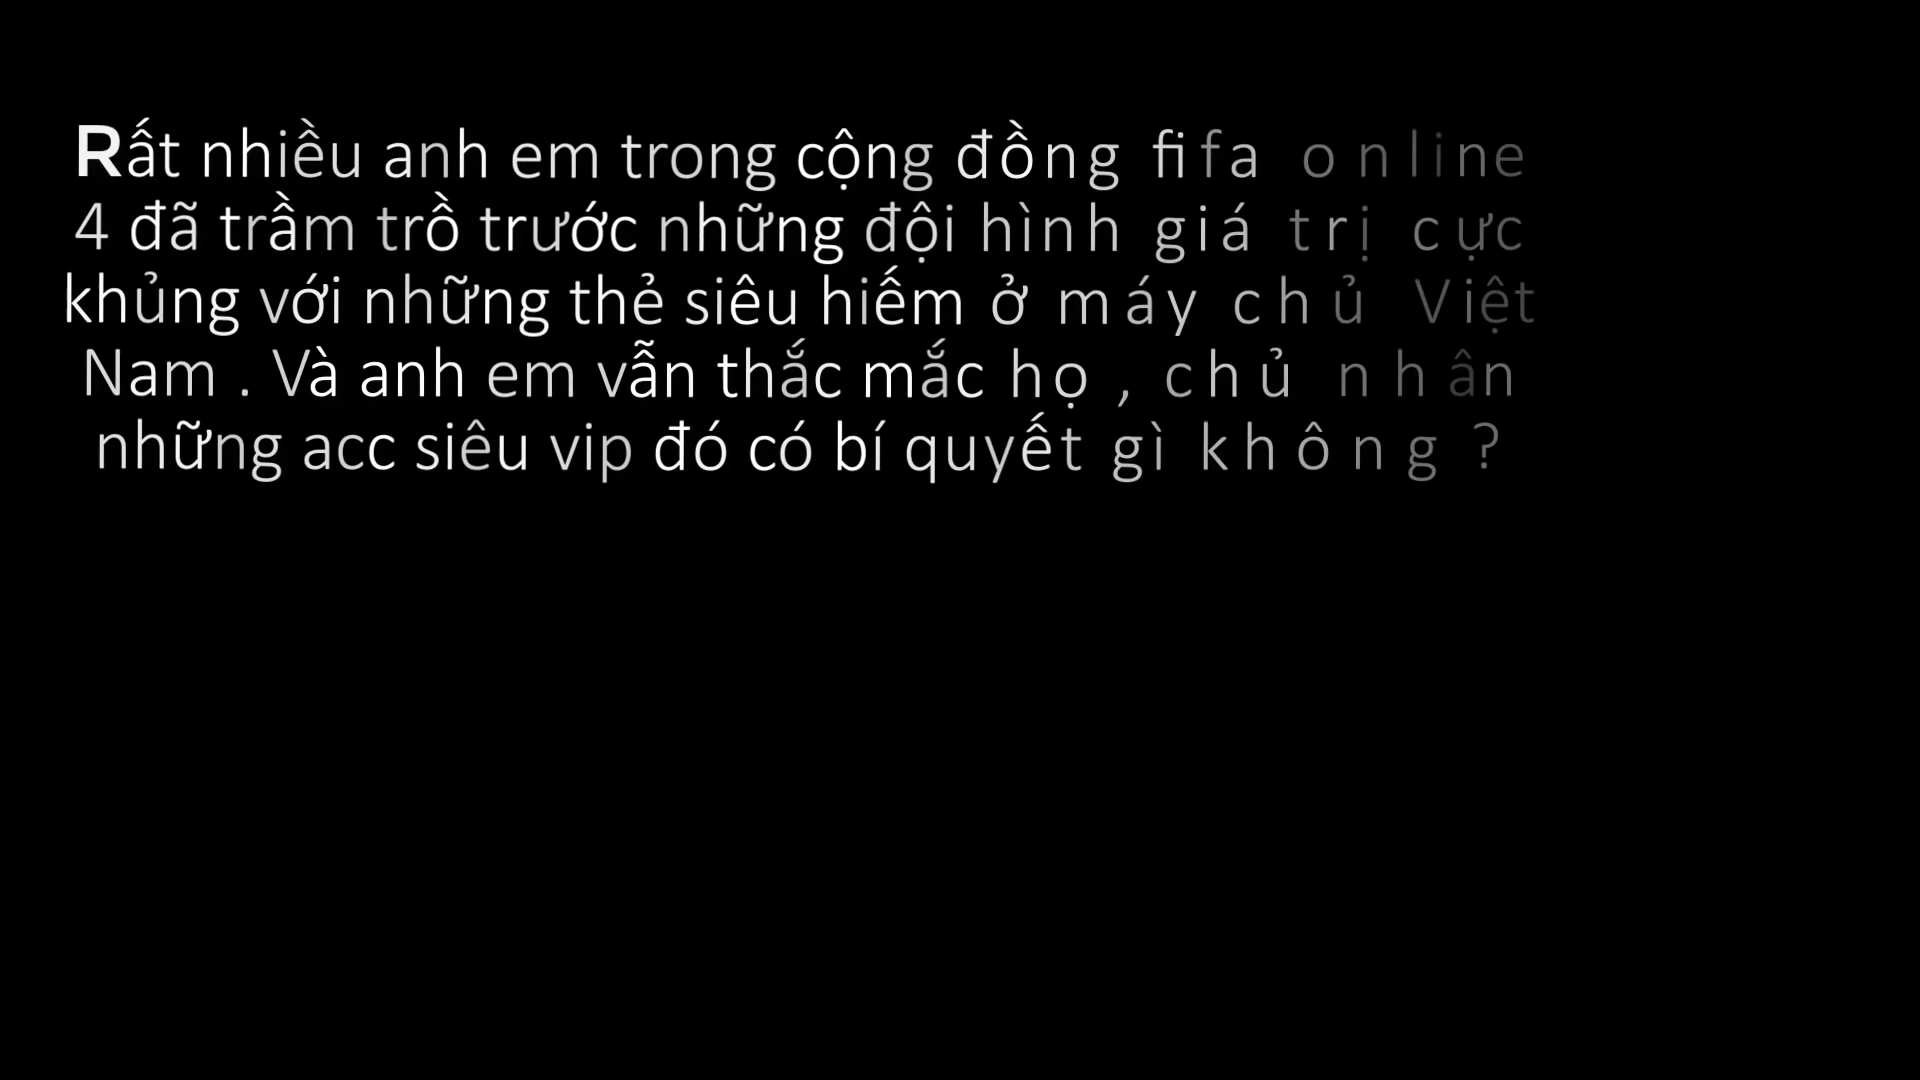 Rất nhiều anh em trong cộng đồng fifa online
4 đã trầm trồ trước những đội hình giá trị cực
khủng với những thẻ siêu hiếm ở máy chủ Việt
Nam . Và anh em vẫn thắc mắc họ , chủ nhân
những acc siêu vip đó có bí quyết gì không ?